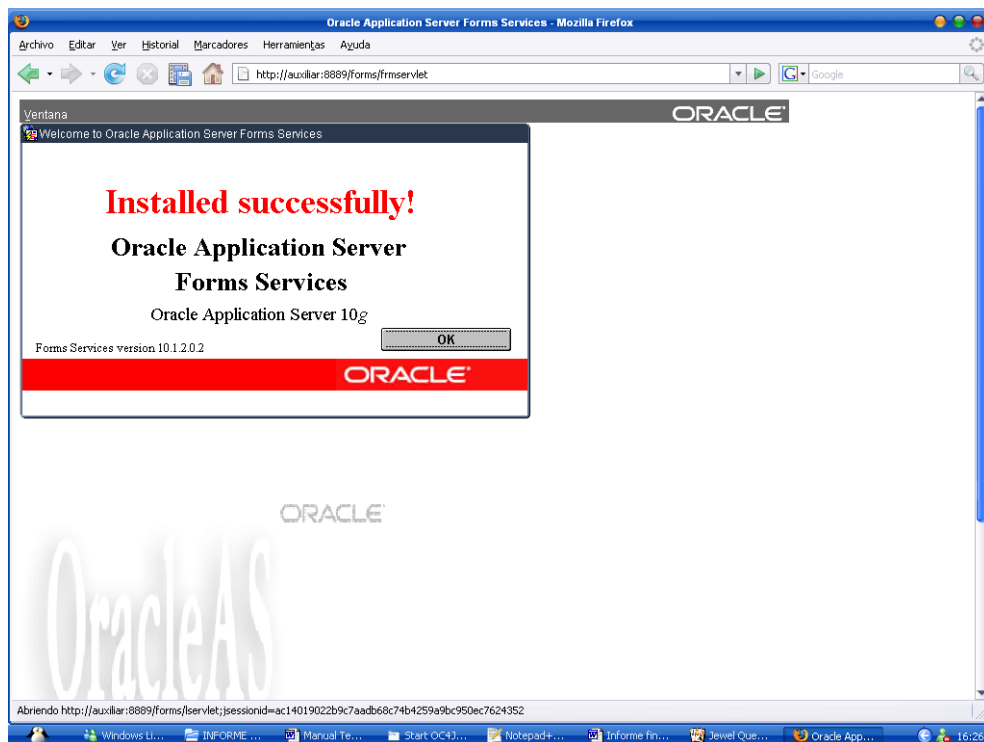 Oracle Application Server Forms Services - Mozilla Firefox
Archivo Editar Ver Historial Marcadores Herramientas Ayuda
http://auxiliar:8889/forms/frmservlet
G Google
Ventana
ORACLE
Welcome to Oracle Application Server Forms Services
Installed successfully!
Oracle Application Server
Forms Services
Oracle Application Server 10g
OK
Forms Services version 10.1.2.0.2
ORACLE
ORACLE
OracleAS
Abriendo http://auxiliar:8889/forms/lservlet;jsessionid=ac14019022b9c7aadb68c74b4259a9bc950ec7624352
Windows Li... INFORME ... Manual Te... Start OC4J... Notepad+... Informe fin... Jewel Que... Oracle App... 16:26